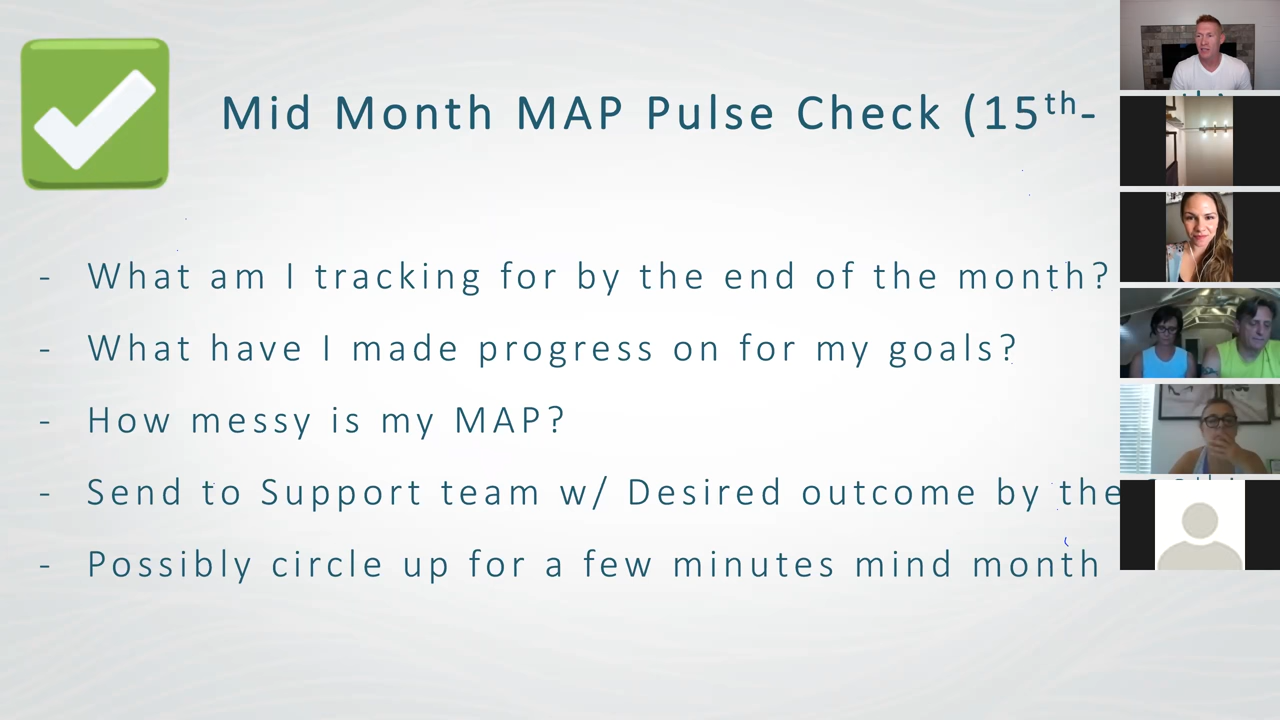 Mid Month MAP Pulse Check (15th-
- What am I tracking for by the end of the month?
- What have I made progress on for my goals?
- How messy is my MAP?
- Send to Support team w/ Desired outcome by the
- Possibly circle up for a few minutes mind month